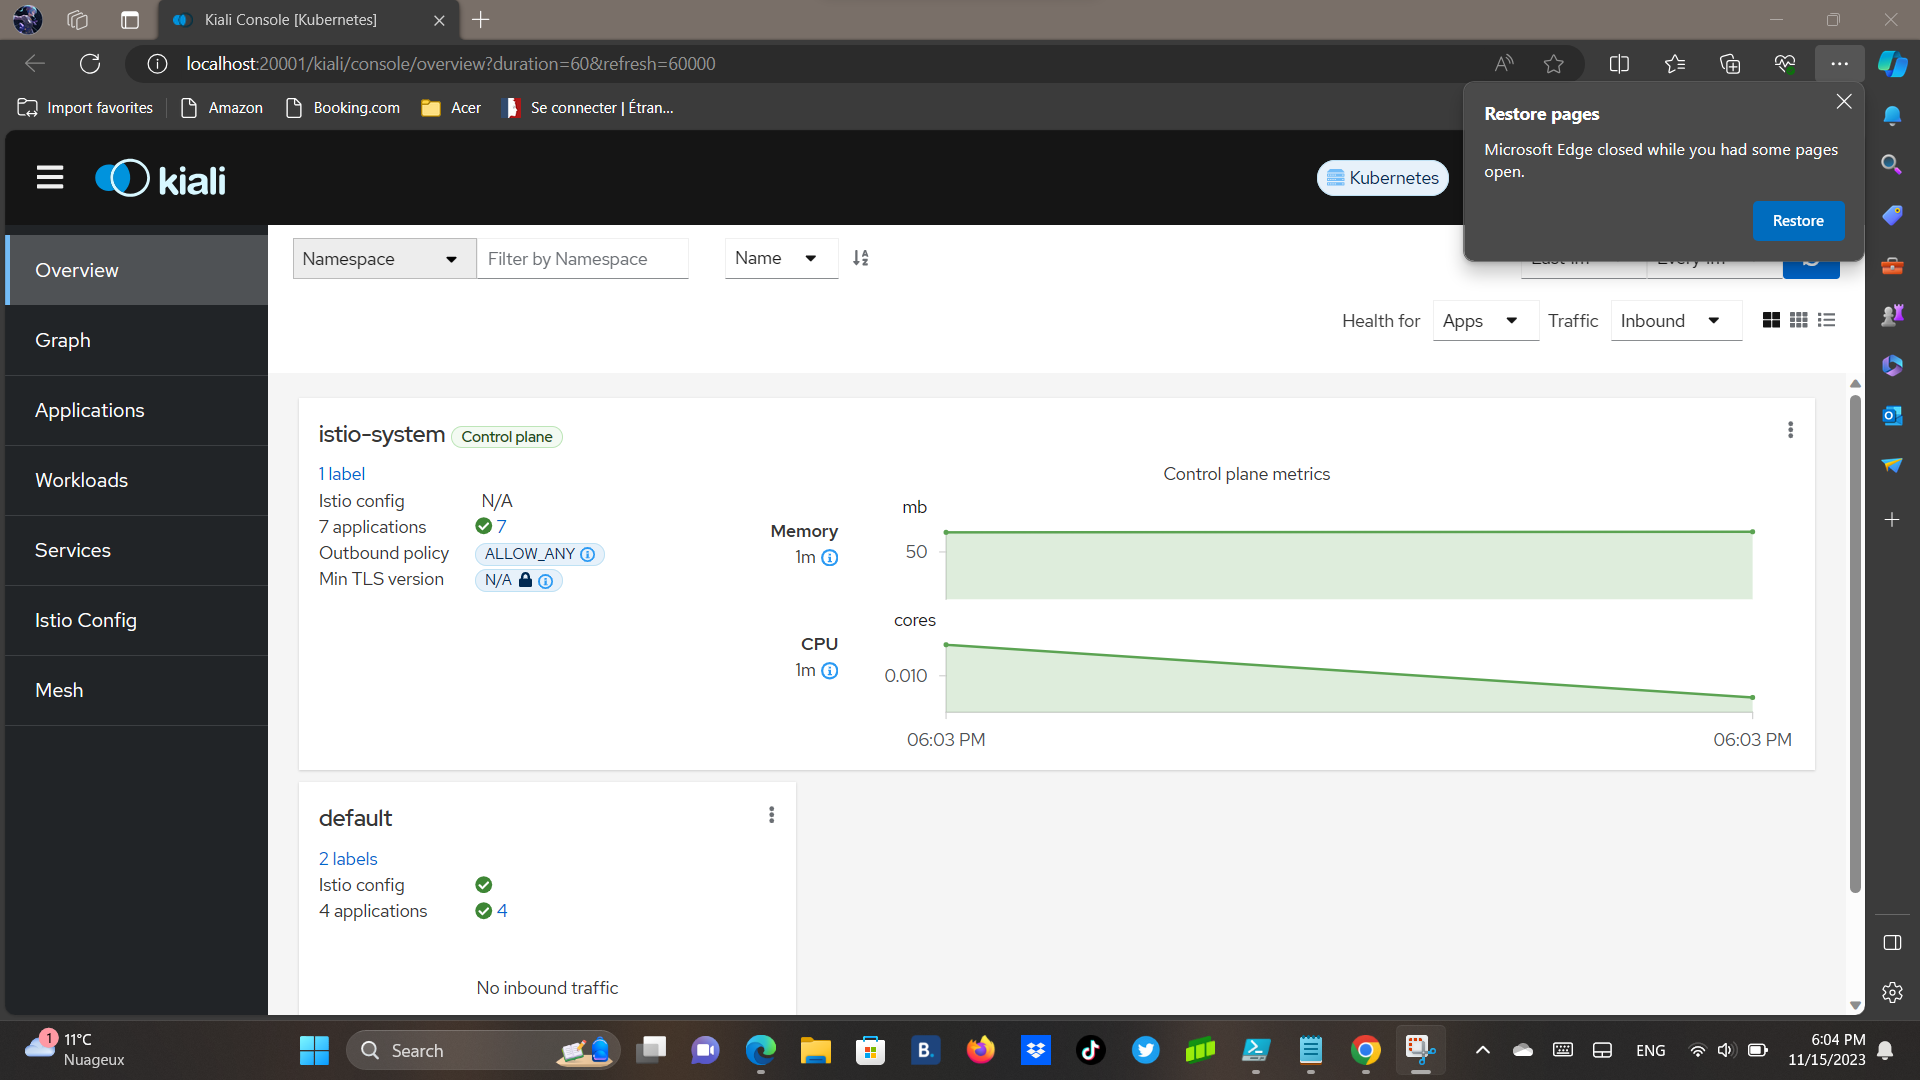 Kiali Console [Kubernetes]
localhost:20001/kiali/console/overview?duration=60&refresh=60000
Import favorites
Amazon
Booking.com
Acer
Se connecter | Étran...
Restore pages
Microsoft Edge closed while you had some pages
open.
Restore
kiali
Kubernetes
Overview
Graph
Applications
Workloads
Services
Istio Config
Mesh
Namespace
Filter by Namespace
Name
Last 1m
Every 1m
Health for
Apps
Traffic
Inbound
istio-system
Control plane
1 label
Istio config
N/A
7 applications
7
Outbound policy
ALLOW_ANY
Min TLS version
N/A
Control plane metrics
Memory
1m
mb
50
CPU
1m
cores
0.010
06:03 PM
06:03 PM
default
2 labels
Istio config
4 applications
4
No inbound traffic
1
11°C
Nuageux
Search
B.
ENG
6:04 PM
11/15/2023